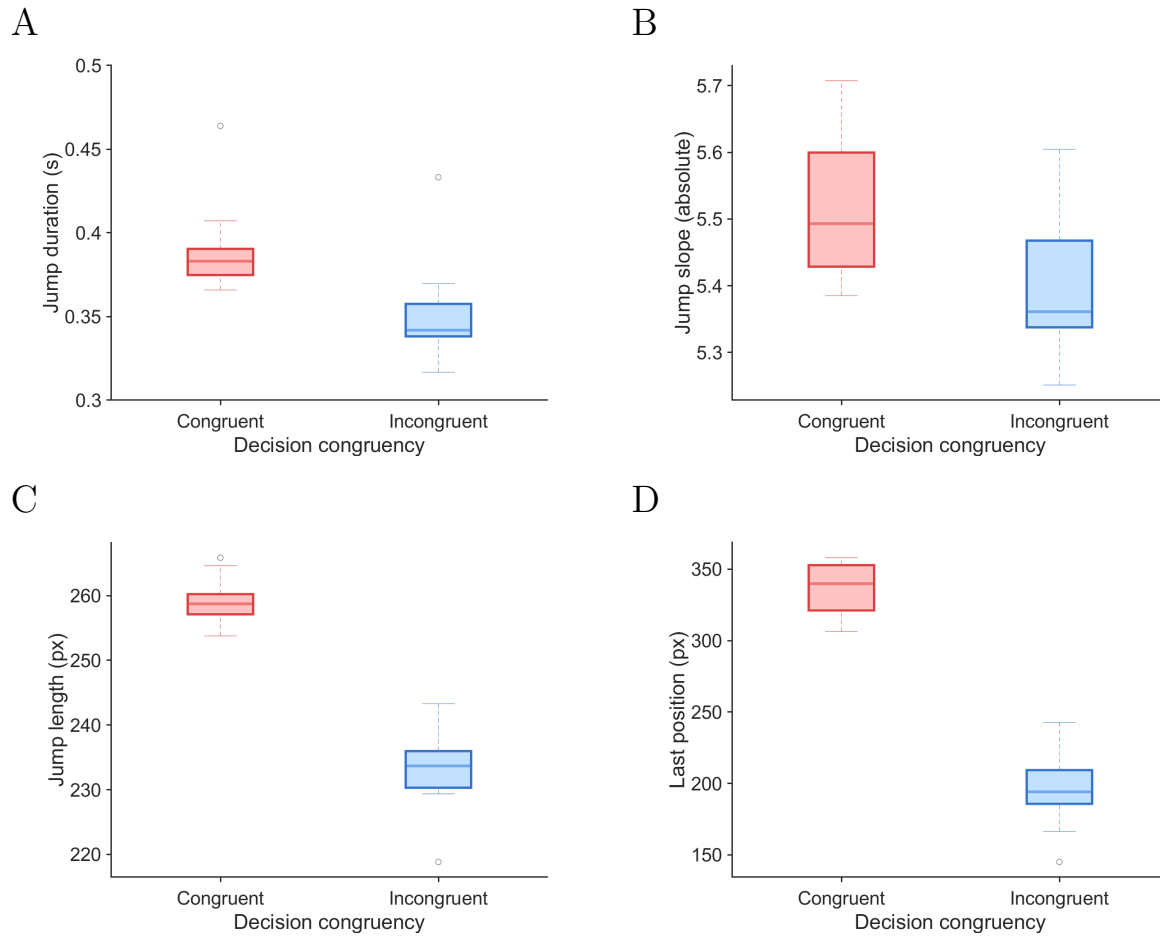 A
Jump duration (s)
0.5
0.45
0.4
0.35
0.3
Congruent
Incongruent
Decision congruency
B
Jump slope (absolute)
5.7
5.6
5.5
5.4
5.3
Congruent
Incongruent
Decision congruency
C
Jump length (px)
260
250
240
230
220
Congruent
Incongruent
Decision congruency
D
Last position (px)
350
300
250
200
150
Congruent
Incongruent
Decision congruency